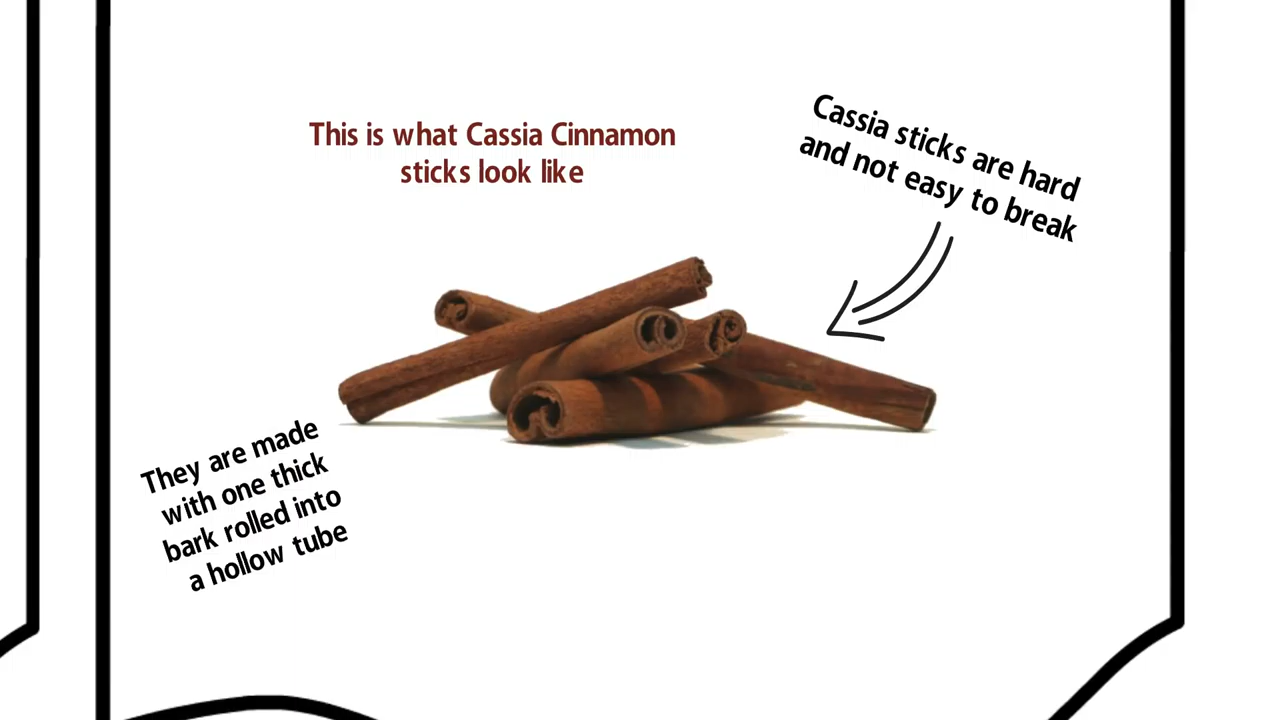 This is what Cassia Cinnamon
sticks look like
Cassia sticks are hard
and not easy to break
They are made
with one thick
bark rolled into
a hollow tube